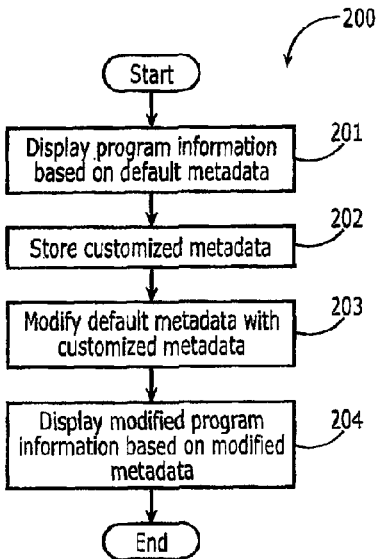 200
Start
Display program information
based on default metadata
201
Store customized metadata
202
Modify default metadata with
customized metadata
203
Display modified program
information based on modified
metadata
204
End